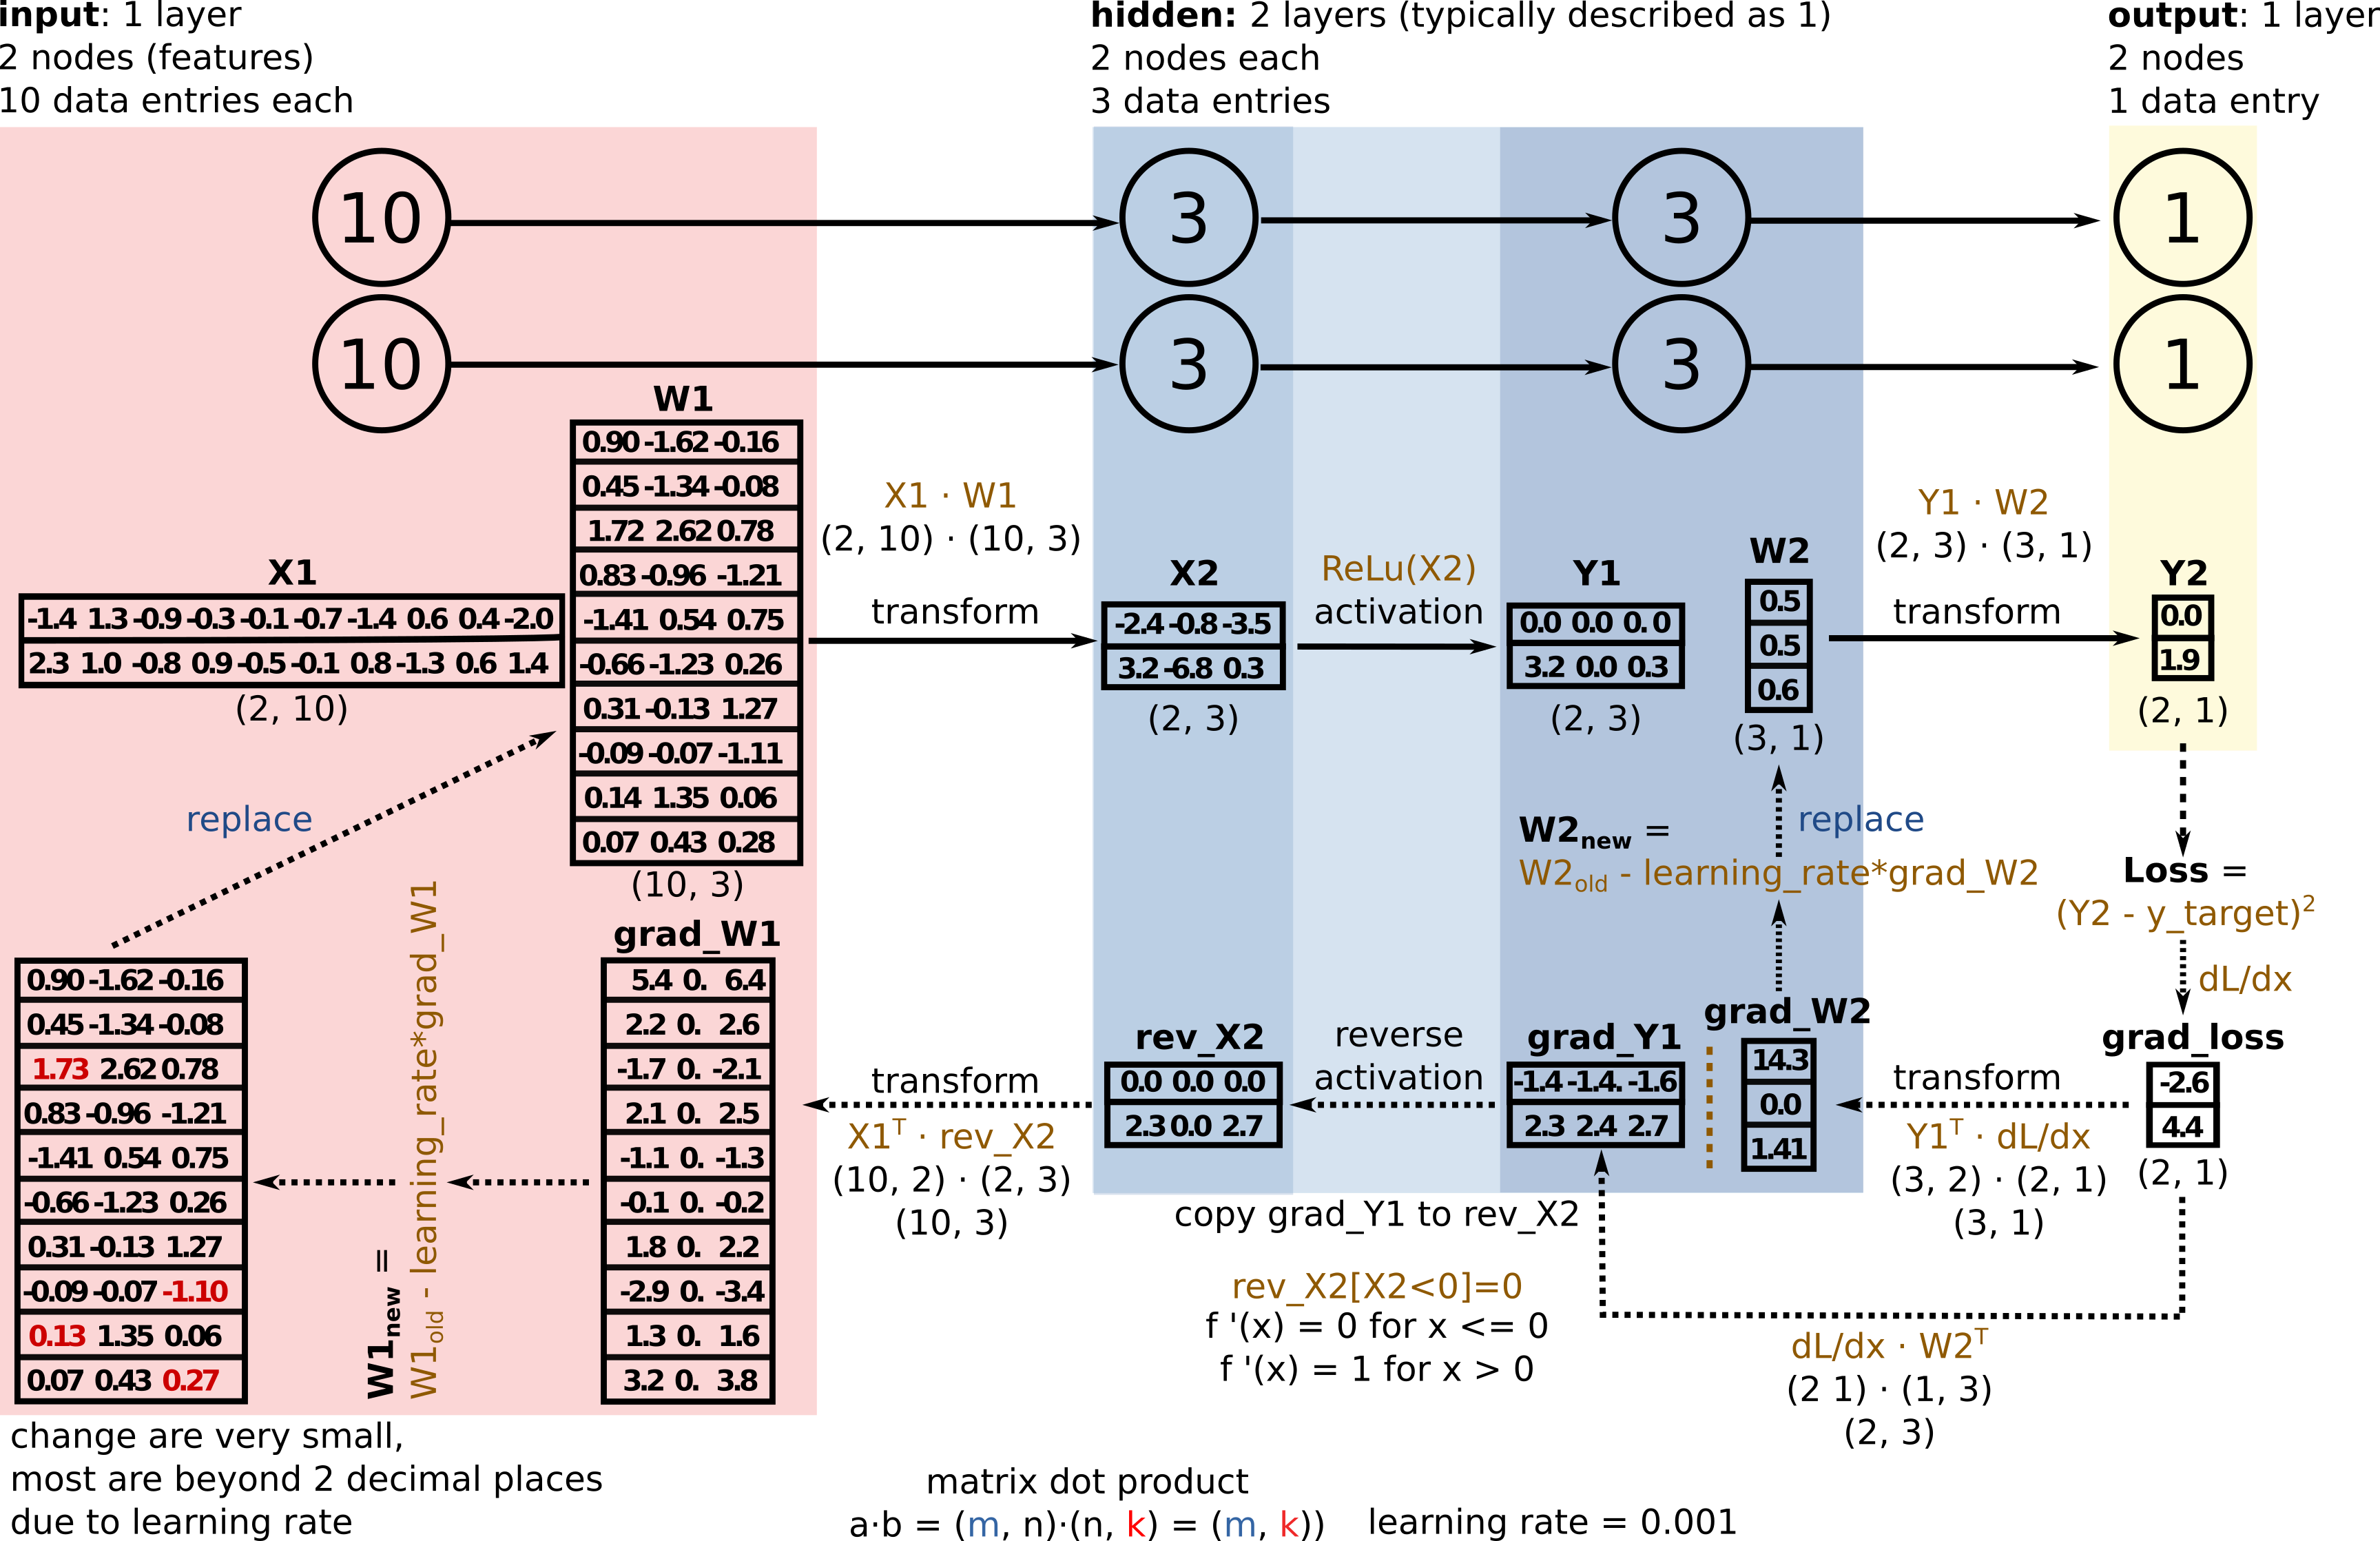 input: 1 layer
2 nodes (features)
10 data entries each
hidden: 2 layers (typically described as 1)
2 nodes each
3 data entries
output: 1 layer
2 nodes
1 data entry
10
3
3
1
10
3
3
1
X1
-1.4 1.3 -0.9 -0.3 -0.1 -0.7 -1.4 0.6 0.4 -2.0
2.3 1.0 -0.8 0.9 -0.5 -0.1 0.8 -1.3 0.6 1.4
(2, 10)
W1
0.90 -1.62 -0.16
0.45 -1.34 -0.08
1.72 2.62 0.78
0.83 -0.96 -1.21
-1.41 0.54 0.75
-0.66 -1.23 0.26
0.31 -0.13 1.27
-0.09 -0.07 -1.11
0.14 1.35 0.06
0.07 0.43 0.28
(10, 3)
X1 · W1
(2, 10) · (10, 3)
transform
X2
-2.4 -0.8 -3.5
3.2 -6.8 0.3
(2, 3)
ReLu(X2)
activation
Y1
0.0 0.0 0.0
3.2 0.0 0.3
(2, 3)
W2
0.5
0.5
0.6
(3, 1)
Y1 · W2
(2, 3) · (3, 1)
transform
Y2
0.0
1.9
(2, 1)
Loss =
(Y2 - y_target)²
dL/dx
grad_loss
-2.6
4.4
(2, 1)
transform
Y1ᵀ · dL/dx
(3, 2) · (2, 1)
(3, 1)
grad_W2
14.3
0.0
1.41
W2new =
W2old - learning_rate*grad_W2
replace
dL/dx · W2ᵀ
(2 1) · (1, 3)
(2, 3)
grad_Y1
-1.4 -1.4. -1.6
2.3 2.4 2.7
reverse
activation
rev_X2
0.0 0.0 0.0
2.3 0.0 2.7
copy grad_Y1 to rev_X2
rev_X2[X2<0]=0
f '(x) = 0 for x <= 0
f '(x) = 1 for x > 0
transform
X1ᵀ · rev_X2
(10, 2) · (2, 3)
(10, 3)
grad_W1
5.4 0. 6.4
2.2 0. 2.6
-1.7 0. -2.1
2.1 0. 2.5
-1.1 0. -1.3
-0.1 0. -0.2
1.8 0. 2.2
-2.9 0. -3.4
1.3 0. 1.6
3.2 0. 3.8
W1new =
W1old - learning_rate*grad_W1
0.90 -1.62 -0.16
0.45 -1.34 -0.08
1.73 2.62 0.78
0.83 -0.96 -1.21
-1.41 0.54 0.75
-0.66 -1.23 0.26
0.31 -0.13 1.27
-0.09 -0.07 -1.10
0.13 1.35 0.06
0.07 0.43 0.27
replace
change are very small,
most are beyond 2 decimal places
due to learning rate
matrix dot product
a·b = (m, n)·(n, k) = (m, k))
learning rate = 0.001